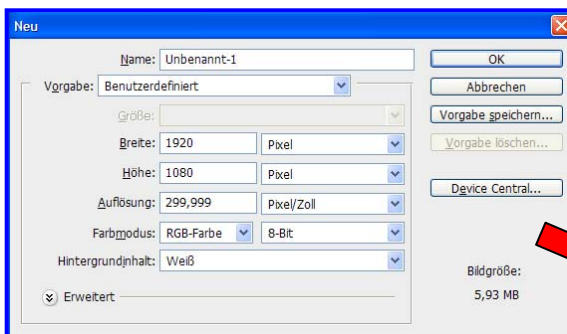 Neu
Name: Unbenannt-1
OK
Vorgabe: Benutzerdefiniert
Abbrechen
Größe:
Vorgabe speichern...
Breite: 1920 Pixel
Vorgabe löschen...
Höhe: 1080 Pixel
Auflösung: 299,999 Pixel/Zoll
Device Central...
Farbmodus: RGB-Farbe 8-Bit
Hintergrundinhalt: Weiß
Bildgröße:
Erweitert
5,93 MB